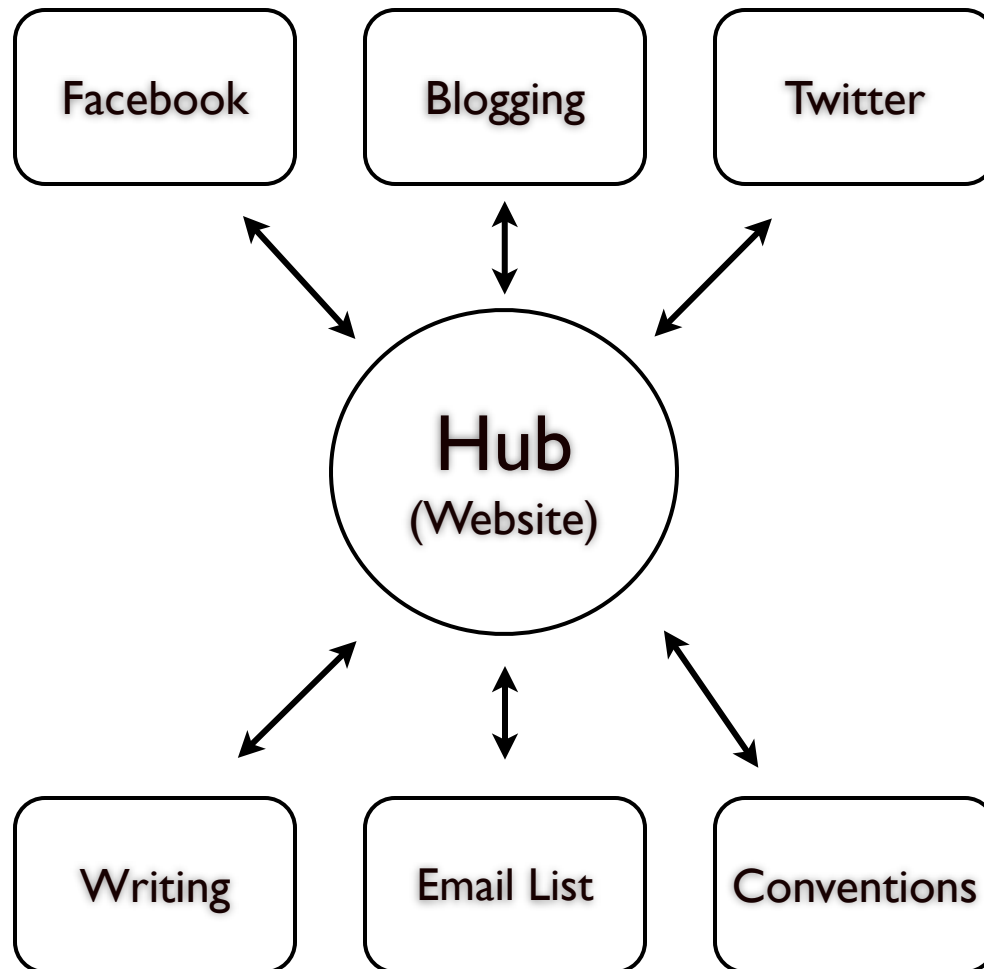 Facebook
Blogging
Twitter
Hub
(Website)
Writing
Email List
Conventions